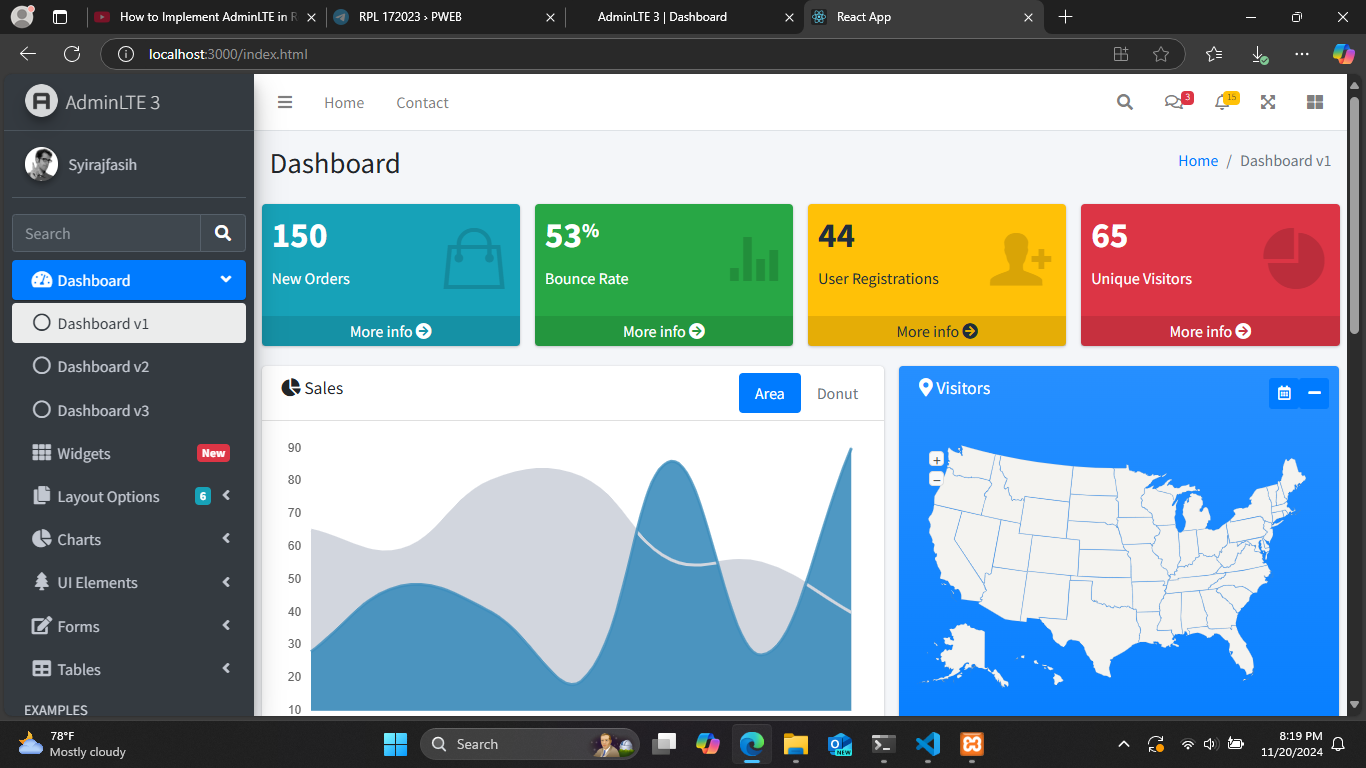 How to Implement AdminLTE in R
RPL 172023 › PWEB
AdminLTE 3 | Dashboard
React App
localhost:3000/index.html
AdminLTE 3
Home
Contact
3
15
Syirajfasih
Dashboard
Home / Dashboard v1
Search
150
New Orders
More info
53%
Bounce Rate
More info
44
User Registrations
More info
65
Unique Visitors
More info
Dashboard
Dashboard v1
Dashboard v2
Dashboard v3
Widgets New
Layout Options 6
Charts
UI Elements
Forms
Tables
EXAMPLES
Sales
Area
Donut
90
80
70
60
50
40
30
20
10
Visitors
+
−
78°F
Mostly cloudy
Search
NEW
8:19 PM
11/20/2024